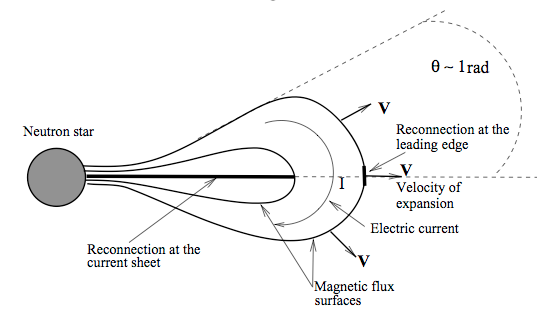 θ ~ 1rad
V
Neutron star
Reconnection at the
leading edge
V
I
Velocity of
expansion
Electric current
Reconnection at the
current sheet
V
Magnetic flux
surfaces